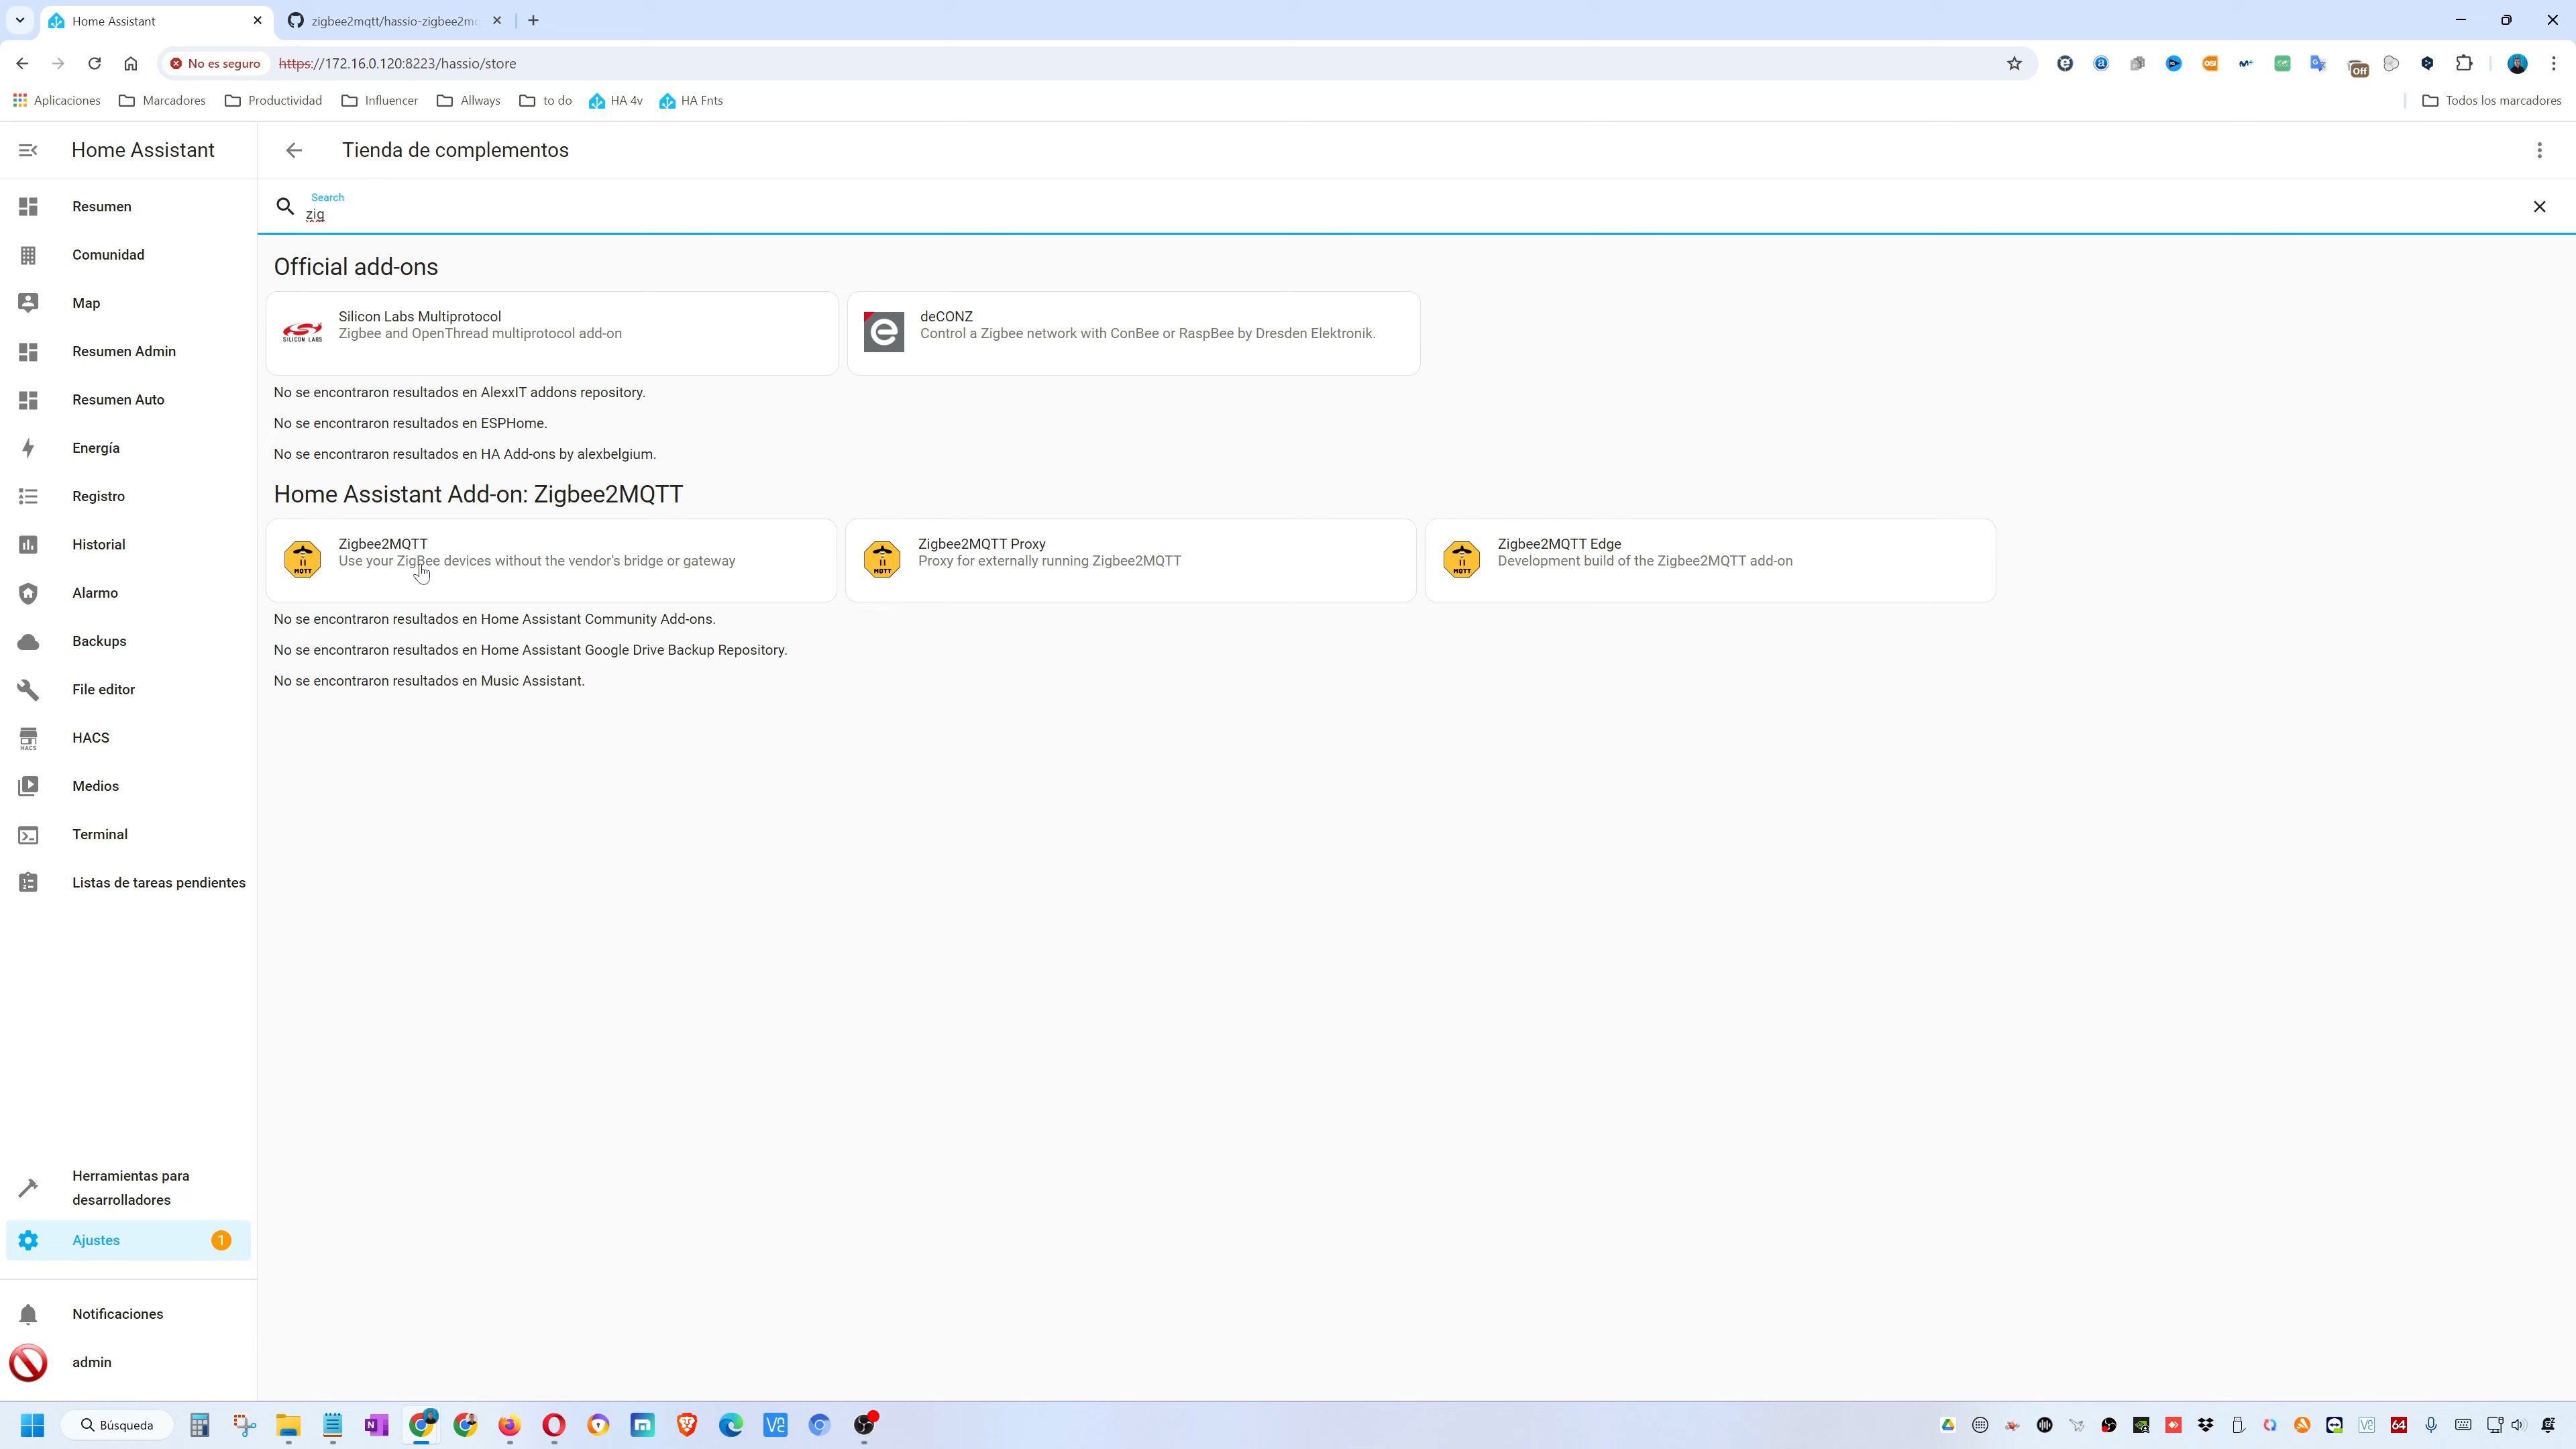 Home Assistant
zigbee2mqtt/hassio-zigbee2mq
No es seguro
https://172.16.0.120:8223/hassio/store
Off
Aplicaciones
Marcadores
Productividad
Influencer
Allways
to do
HA 4v
HA Fnts
Todos los marcadores
Home Assistant
Tienda de complementos
Search
zig
Resumen
Comunidad
Map
Resumen Admin
Resumen Auto
Energía
Registro
Historial
Alarmo
Backups
File editor
HACS
HACS
Medios
Terminal
Listas de tareas pendientes
Herramientas para
desarrolladores
Ajustes
1
Notificaciones
admin
Official add-ons
SILICON LABS
Silicon Labs Multiprotocol
Zigbee and OpenThread multiprotocol add-on
deCONZ
Control a Zigbee network with ConBee or RaspBee by Dresden Elektronik.
No se encontraron resultados en AlexxIT addons repository.
No se encontraron resultados en ESPHome.
No se encontraron resultados en HA Add-ons by alexbelgium.
Home Assistant Add-on: Zigbee2MQTT
MQTT
Zigbee2MQTT
Use your ZigBee devices without the vendor's bridge or gateway
MQTT
Zigbee2MQTT Proxy
Proxy for externally running Zigbee2MQTT
MQTT
Zigbee2MQTT Edge
Development build of the Zigbee2MQTT add-on
No se encontraron resultados en Home Assistant Community Add-ons.
No se encontraron resultados en Home Assistant Google Drive Backup Repository.
No se encontraron resultados en Music Assistant.
Búsqueda
64